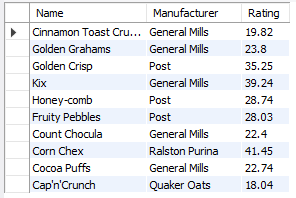 Name Manufacturer Rating
Cinnamon Toast Cru... General Mills 19.82
Golden Grahams General Mills 23.8
Golden Crisp Post 35.25
Kix General Mills 39.24
Honey-comb Post 28.74
Fruity Pebbles Post 28.03
Count Chocula General Mills 22.4
Corn Chex Ralston Purina 41.45
Cocoa Puffs General Mills 22.74
Cap'n'Crunch Quaker Oats 18.04